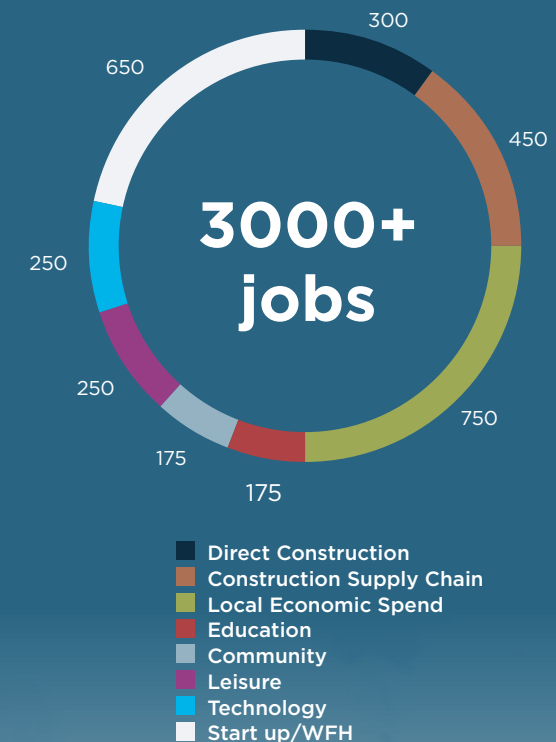 300
650
450
3000+
jobs
250
250
750
175
175
Direct Construction
Construction Supply Chain
Local Economic Spend
Education
Community
Leisure
Technology
Start up/WFH